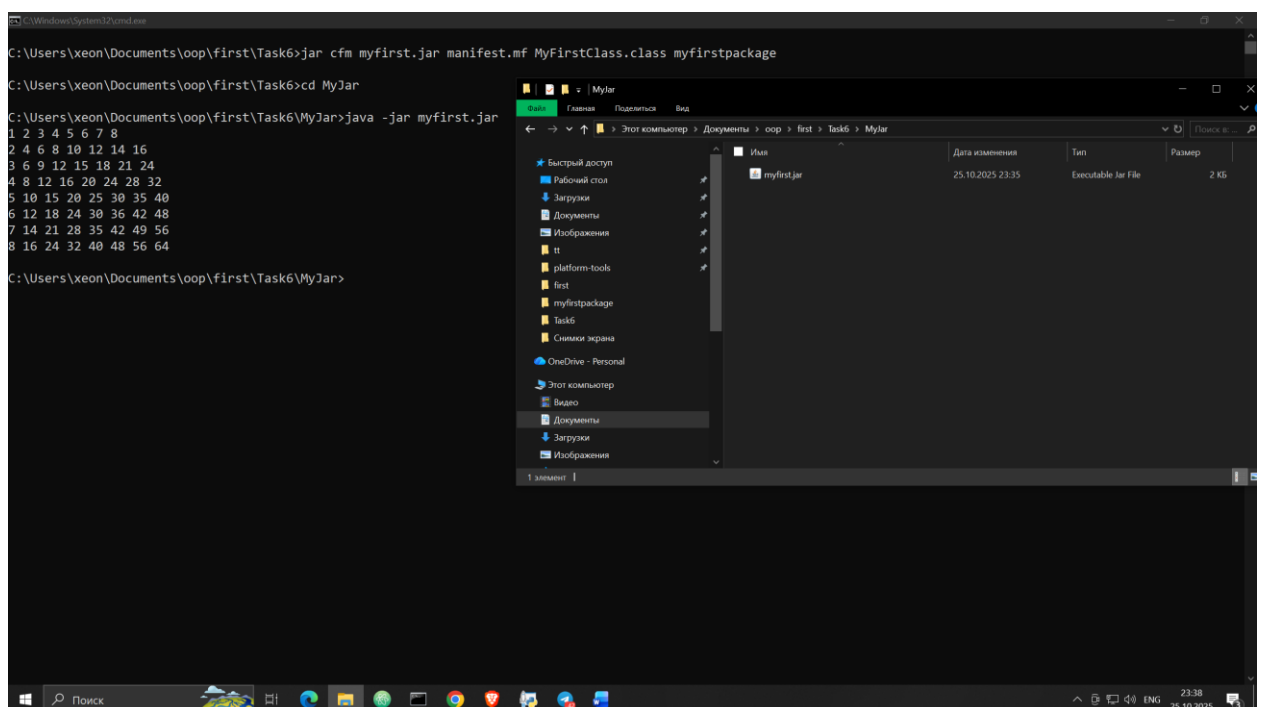 C:\Windows\System32\cmd.exe
C:\Users\xeon\Documents\oop\first\Task6>jar cfm myfirst.jar manifest.mf MyFirstClass.class myfirstpackage
C:\Users\xeon\Documents\oop\first\Task6>cd MyJar
C:\Users\xeon\Documents\oop\first\Task6\MyJar>java -jar myfirst.jar
1 2 3 4 5 6 7 8
2 4 6 8 10 12 14 16
3 6 9 12 15 18 21 24
4 8 12 16 20 24 28 32
5 10 15 20 25 30 35 40
6 12 18 24 30 36 42 48
7 14 21 28 35 42 49 56
8 16 24 32 40 48 56 64
C:\Users\xeon\Documents\oop\first\Task6\MyJar>
MyJar
Файл Главная Поделиться Вид
Этот компьютер > Документы > oop > first > Task6 > MyJar
Поиск в: ...
Имя Дата изменения Тип Размер
myfirst.jar 25.10.2025 23:35 Executable Jar File 2 КБ
Быстрый доступ
Рабочий стол
Загрузки
Документы
Изображения
tt
platform-tools
first
myfirstpackage
Task6
Снимки экрана
OneDrive - Personal
Этот компьютер
Видео
Документы
Загрузки
Изображения
1 элемент
Поиск
ENG
23:38
25.10.2025